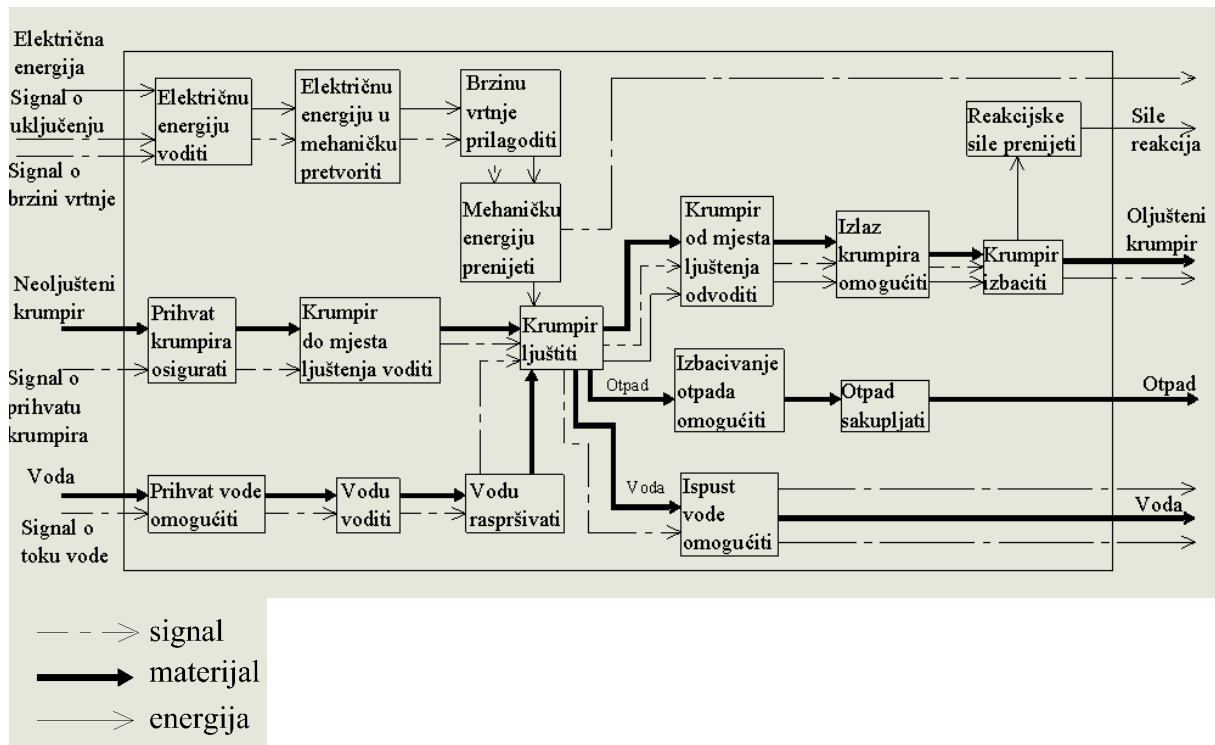 Električna
energija
Signal o
uključenju
Signal o
brzini vrtnje
Električnu
energiju
voditi
Električnu
energiju u
mehaničku
pretvoriti
Brzinu
vrtnje
prilagoditi
Mehaničku
energiju
prenijeti
Reakcijske
sile prenijeti
Sile
reakcija
Neoljušteni
krumpir
Signal o
prihvatu
krumpira
Prihvat
krumpira
osigurati
Krumpir
do mjesta
ljuštenja voditi
Krumpir
ljuštiti
Krumpir
od mjesta
ljuštenja
odvoditi
Izlaz
krumpira
omogućiti
Krumpir
izbaciti
Oljušteni
krumpir
Otpad
Izbacivanje
otpada
omogućiti
Otpad
sakupljati
Otpad
Voda
Signal o
toku vode
Prihvat vode
omogućiti
Vodu
voditi
Vodu
raspršivati
Voda
Ispust
vode
omogućiti
Voda
signal
materijal
energija